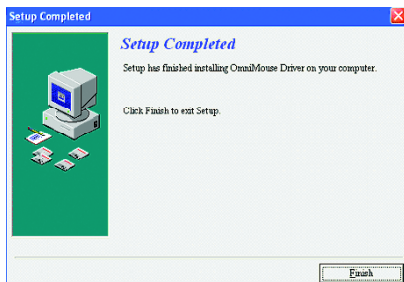 Setup Completed
Setup Completed
Setup has finished installing OmniMouse Driver on your computer.
Click Finish to exit Setup.
Finish